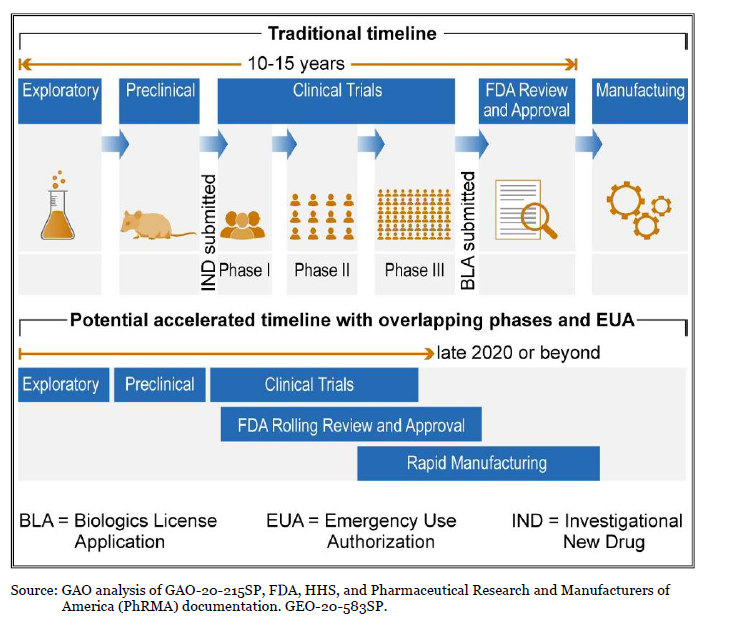 Traditional timeline
10-15 years
Exploratory
Preclinical
Clinical Trials
FDA Review
and Approval
Manufactuing
IND submitted
BLA submitted
Phase I
Phase II
Phase III
Potential accelerated timeline with overlapping phases and EUA
late 2020 or beyond
Exploratory
Preclinical
Clinical Trials
FDA Rolling Review and Approval
Rapid Manufacturing
BLA = Biologics License
Application
EUA = Emergency Use
Authorization
IND = Investigational
New Drug
Source: GAO analysis of GAO-20-215SP, FDA, HHS, and Pharmaceutical Research and Manufacturers of
America (PhRMA) documentation. GEO-20-583SP.